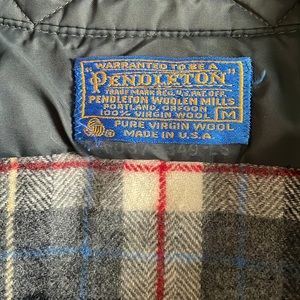 "WARRANTED TO BE A
"PENDLETON"
TRADE MARK REG. U.S. PAT. OFF.
PENDLETON WOOLEN MILLS
PORTLAND, OREGON
100% VIRGIN WOOL M
PURE VIRGIN WOOL
MADE IN U.S.A.